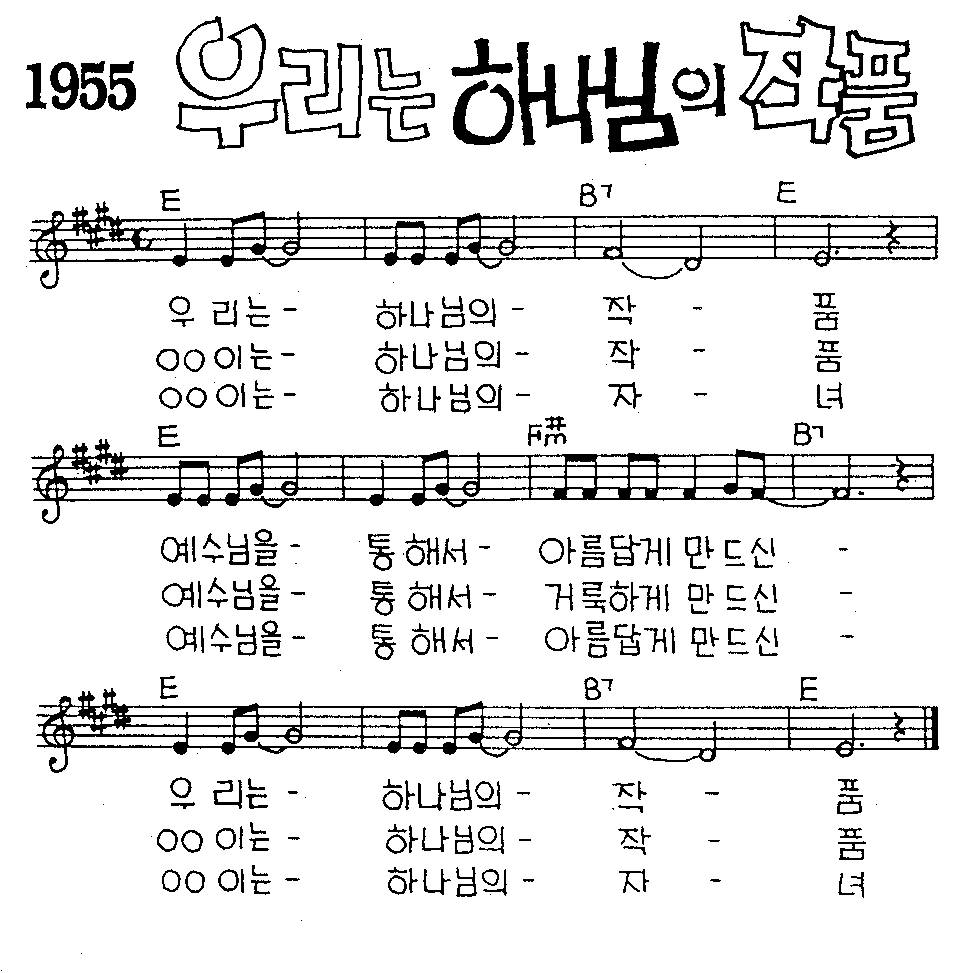 1955 우리는 하나님의 작품
E B7 E
우 리는- 하나님의- 작 - 품
○○이는- 하나님의- 작 - 품
○○이는- 하나님의- 자 - 녀
E F#m B7
예수님을- 통 해서- 아름답게 만 드신 -
예수님을- 통 해서- 거룩하게 만 드신 -
예수님을- 통 해서- 아름답게 만 드신 -
E B7 E
우 리는- 하나님의- 작 - 품
○○이는- 하나님의- 작 - 품
○○이는- 하나님의- 자 - 녀